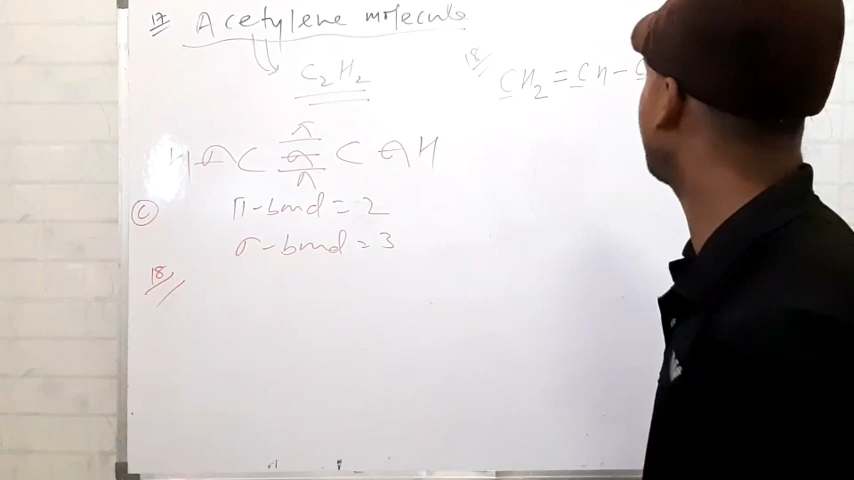 17 Acetylene molecule
C2H2
H σ C π σ π C σ H
(C) π-bond = 2
σ-bond = 3
18
18 CH2 = CH - C